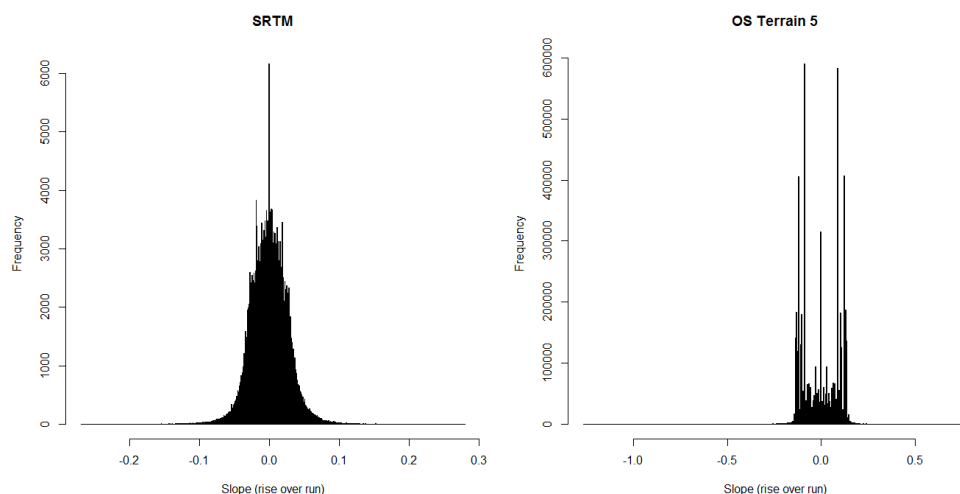 SRTM
Frequency
6000
5000
4000
3000
2000
1000
0
-0.2 -0.1 0.0 0.1 0.2 0.3
Slope (rise over run)
OS Terrain 5
Frequency
600000
500000
400000
300000
200000
100000
0
-1.0 -0.5 0.0 0.5
Slope (rise over run)